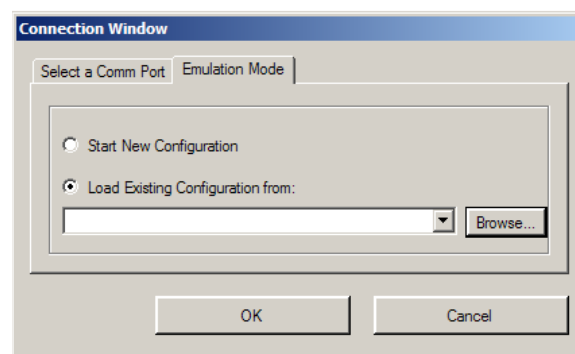 Connection Window
Select a Comm Port
Emulation Mode
Start New Configuration
Load Existing Configuration from:
Browse...
OK
Cancel